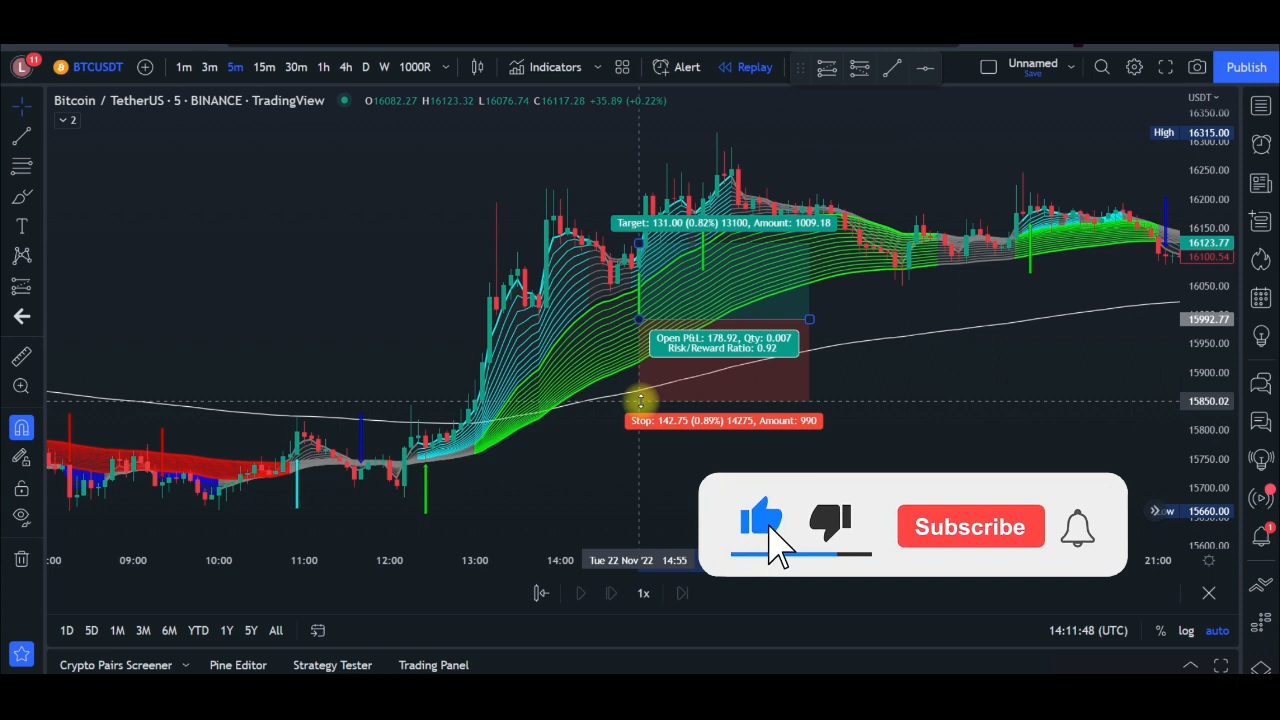 L 11 BTCUSDT 1m 3m 5m 15m 30m 1h 4h D W 1000R Indicators Alert Replay Unnamed Publish
Save
Bitcoin / TetherUS · 5 · BINANCE · TradingView O16082.27 H16123.32 L16076.74 C16117.28 +35.89 (+0.22%) USDT
2
16350.00
High 16315.00
16300.00
16250.00
16200.00
Target: 131.00 (0.82%) 13100, Amount: 1009.18
16150.00
16123.77
16100.54
16050.00
15992.77
Open P&L: 178.92, Qty: 0.007
Risk/Reward Ratio: 0.92
15950.00
15900.00
15850.02
Stop: 142.75 (0.89%) 14275, Amount: 990
15800.00
15750.00
15700.00
Low 15660.00
15600.00
Subscribe
:00 09:00 10:00 11:00 12:00 13:00 14:00 Tue 22 Nov '22 14:55 21:00
1x
1D 5D 1M 3M 6M YTD 1Y 5Y All 14:11:48 (UTC) % log auto
Crypto Pairs Screener Pine Editor Strategy Tester Trading Panel
1